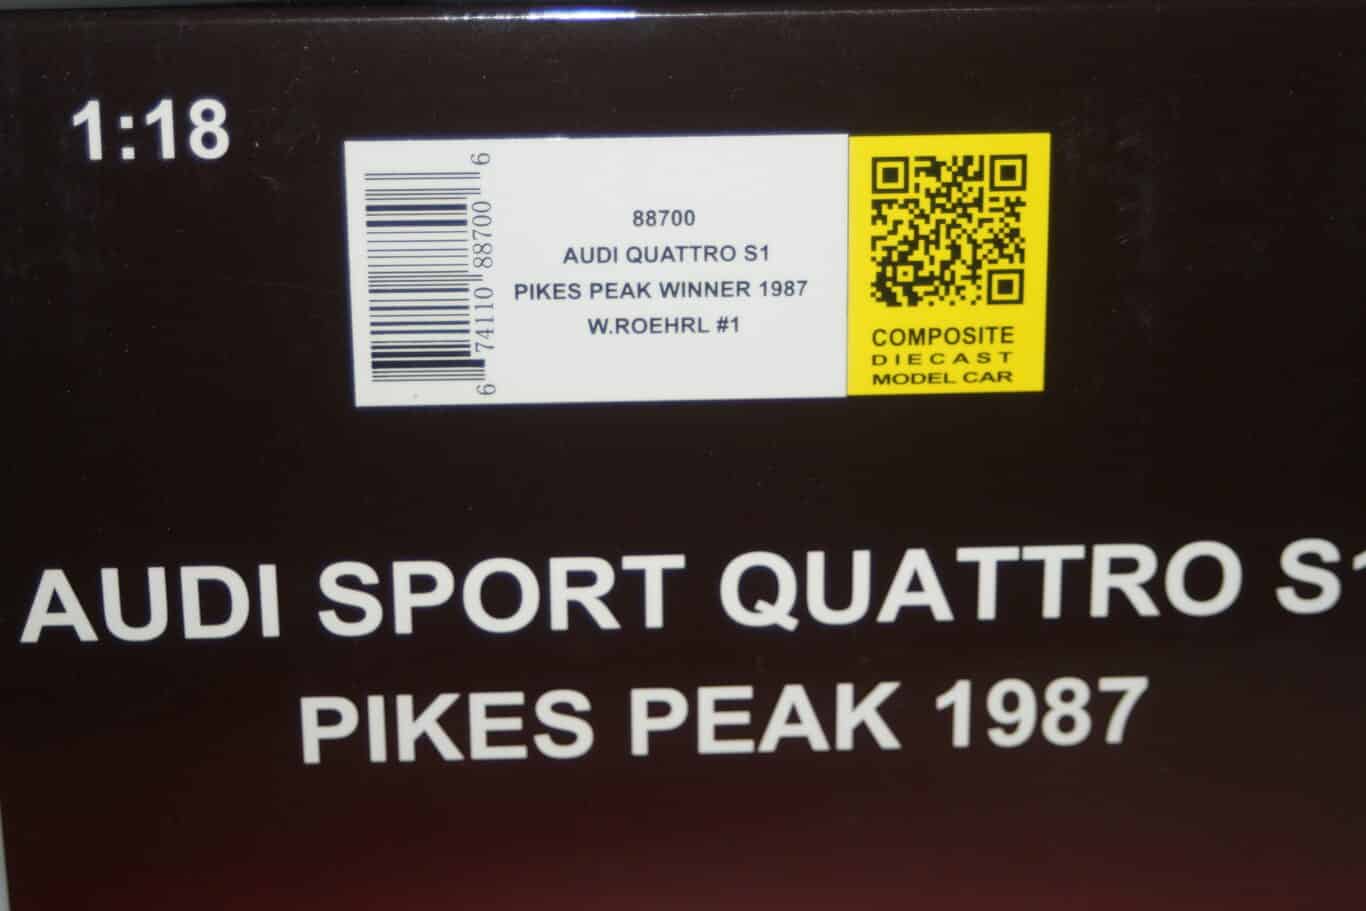 1:18
6 74110 88700 6
88700
AUDI QUATTRO S1
PIKES PEAK WINNER 1987
W.ROEHRL #1
COMPOSITE
DIECAST
MODEL CAR
AUDI SPORT QUATTRO S1
PIKES PEAK 1987